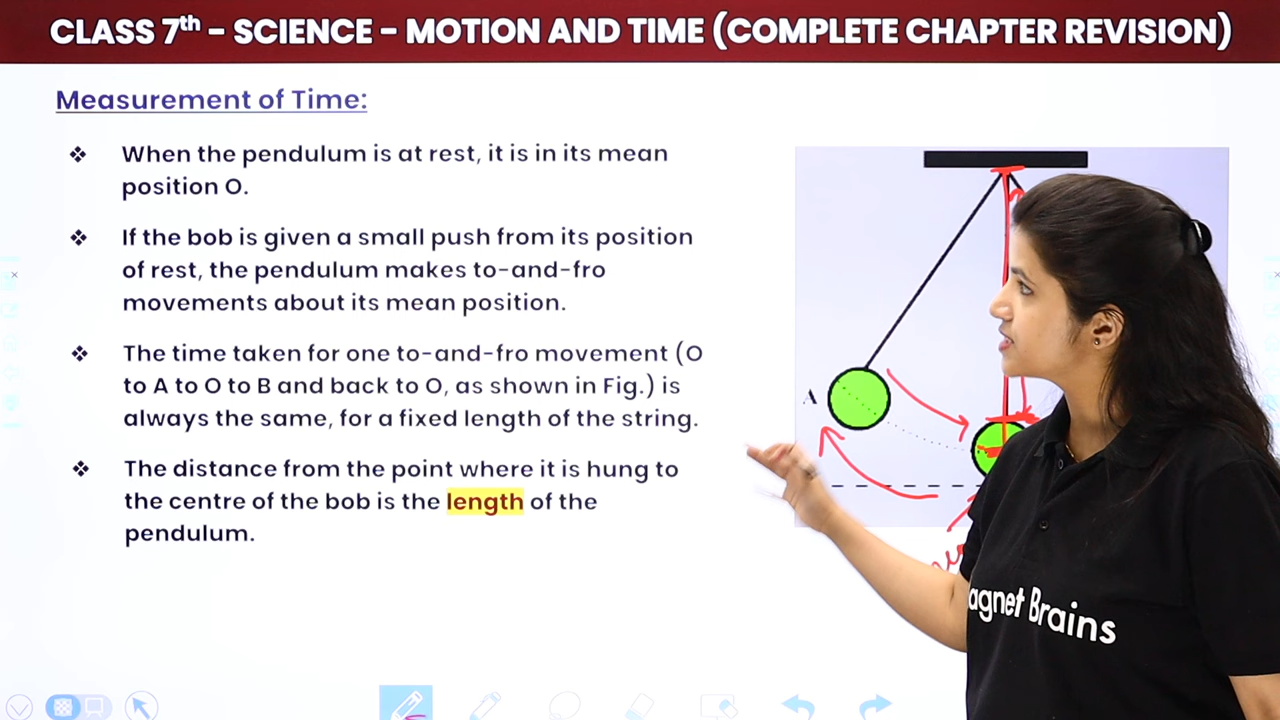 CLASS 7th – SCIENCE – MOTION AND TIME (COMPLETE CHAPTER REVISION)
Measurement of Time:
❖ When the pendulum is at rest, it is in its mean
position O.
❖ If the bob is given a small push from its position
of rest, the pendulum makes to-and-fro
movements about its mean position.
❖ The time taken for one to-and-fro movement (O
to A to O to B and back to O, as shown in Fig.) is
always the same, for a fixed length of the string.
❖ The distance from the point where it is hung to
the centre of the bob is the length of the
pendulum.
A
agnet Brains